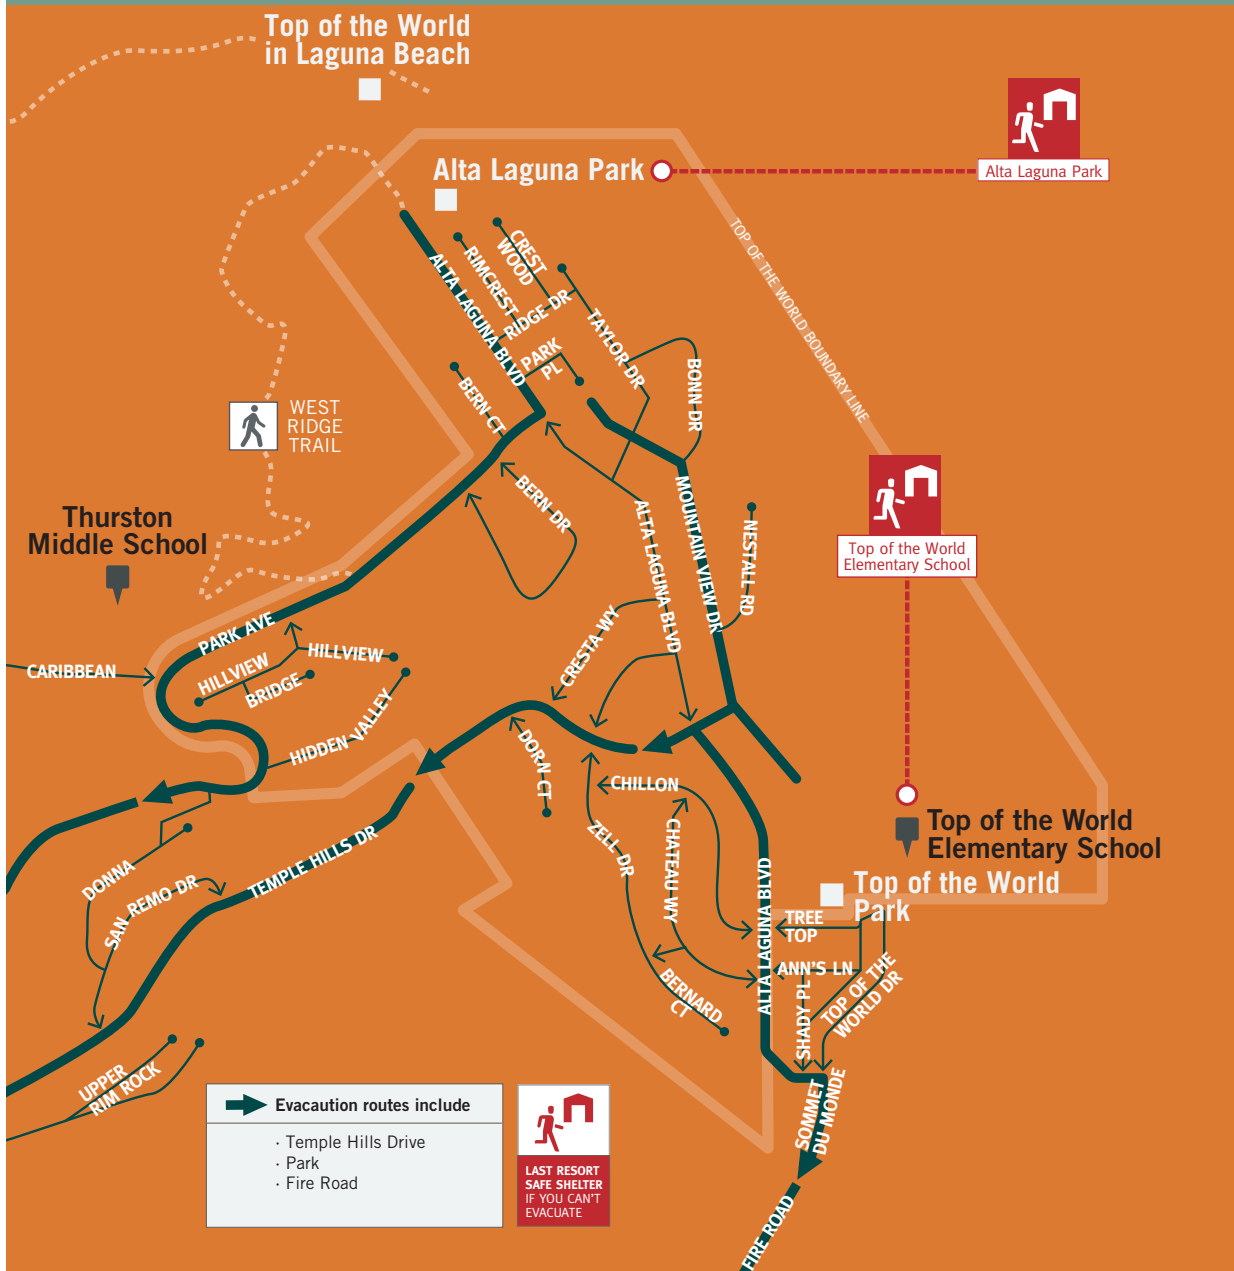 Top of the World
in Laguna Beach
Alta Laguna Park
Alta Laguna Park
TOP OF THE WORLD BOUNDARY LINE
CREST
WOOD
RIMCREST
RIDGE DR
ALTA LAGUNA BLVD
TAYLOR DR
PARK
PL
BONN DR
BERN CT
WEST
RIDGE
TRAIL
BERN DR
ALTA LAGUNA BLVD
MOUNTAIN VIEW DR
NESTALL RD
Thurston
Middle School
Top of the World
Elementary School
PARK AVE
CRESTA WY
CARIBBEAN
HILLVIEW
HILLVIEW
BRIDGE
HIDDEN VALLEY
DORN CT
CHILLON
ZELL DR
CHATEAU WY
Top of the World
Elementary School
TEMPLE HILLS DR
DONNA
SAN REMO DR
ALTA LAGUNA BLVD
Top of the World
Park
TREE
TOP
ANN'S LN
SHADY PL
TOP OF THE
WORLD DR
BERNARD
CT
UPPER
RIM ROCK
SOMMET
DU MONDE
FIRE ROAD
Evacaution routes include
· Temple Hills Drive
· Park
· Fire Road
LAST RESORT
SAFE SHELTER
IF YOU CAN'T
EVACUATE